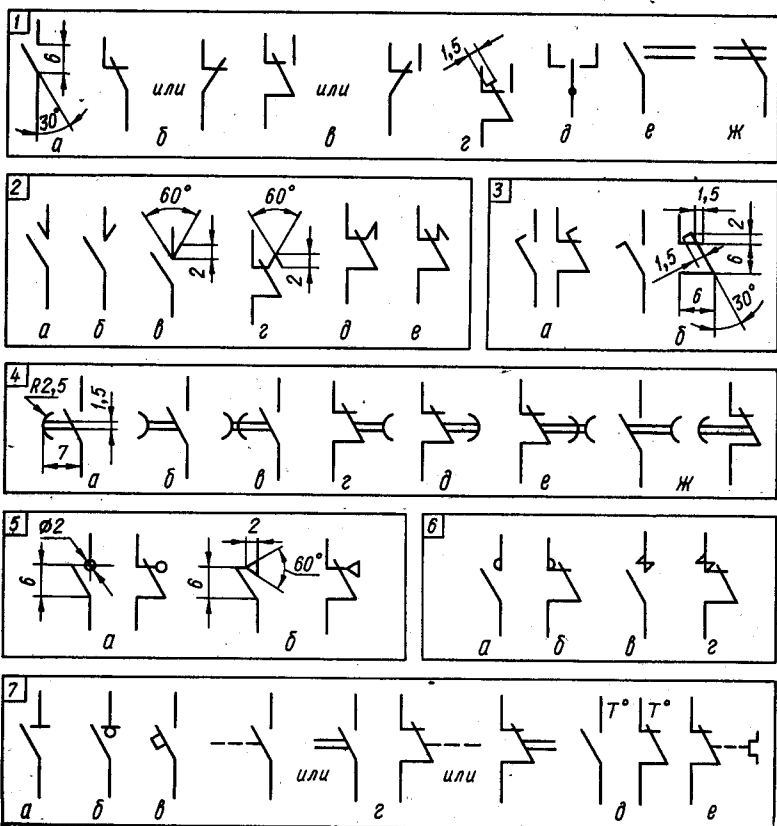 1
6
30°
а
б
или
или
в
1,5
г
д
е
ж
2
а
б
60°
2
в
60°
2
г
д
е
3
а
1,5
2
6
1,5
6
30°
б
4
R2,5
1,5
7
а
б
в
г
д
е
ж
5
Ø2
6
а
2
6
60°
б
6
а
б
в
г
7
а
б
в
или
г
или
T°
T°
д
е